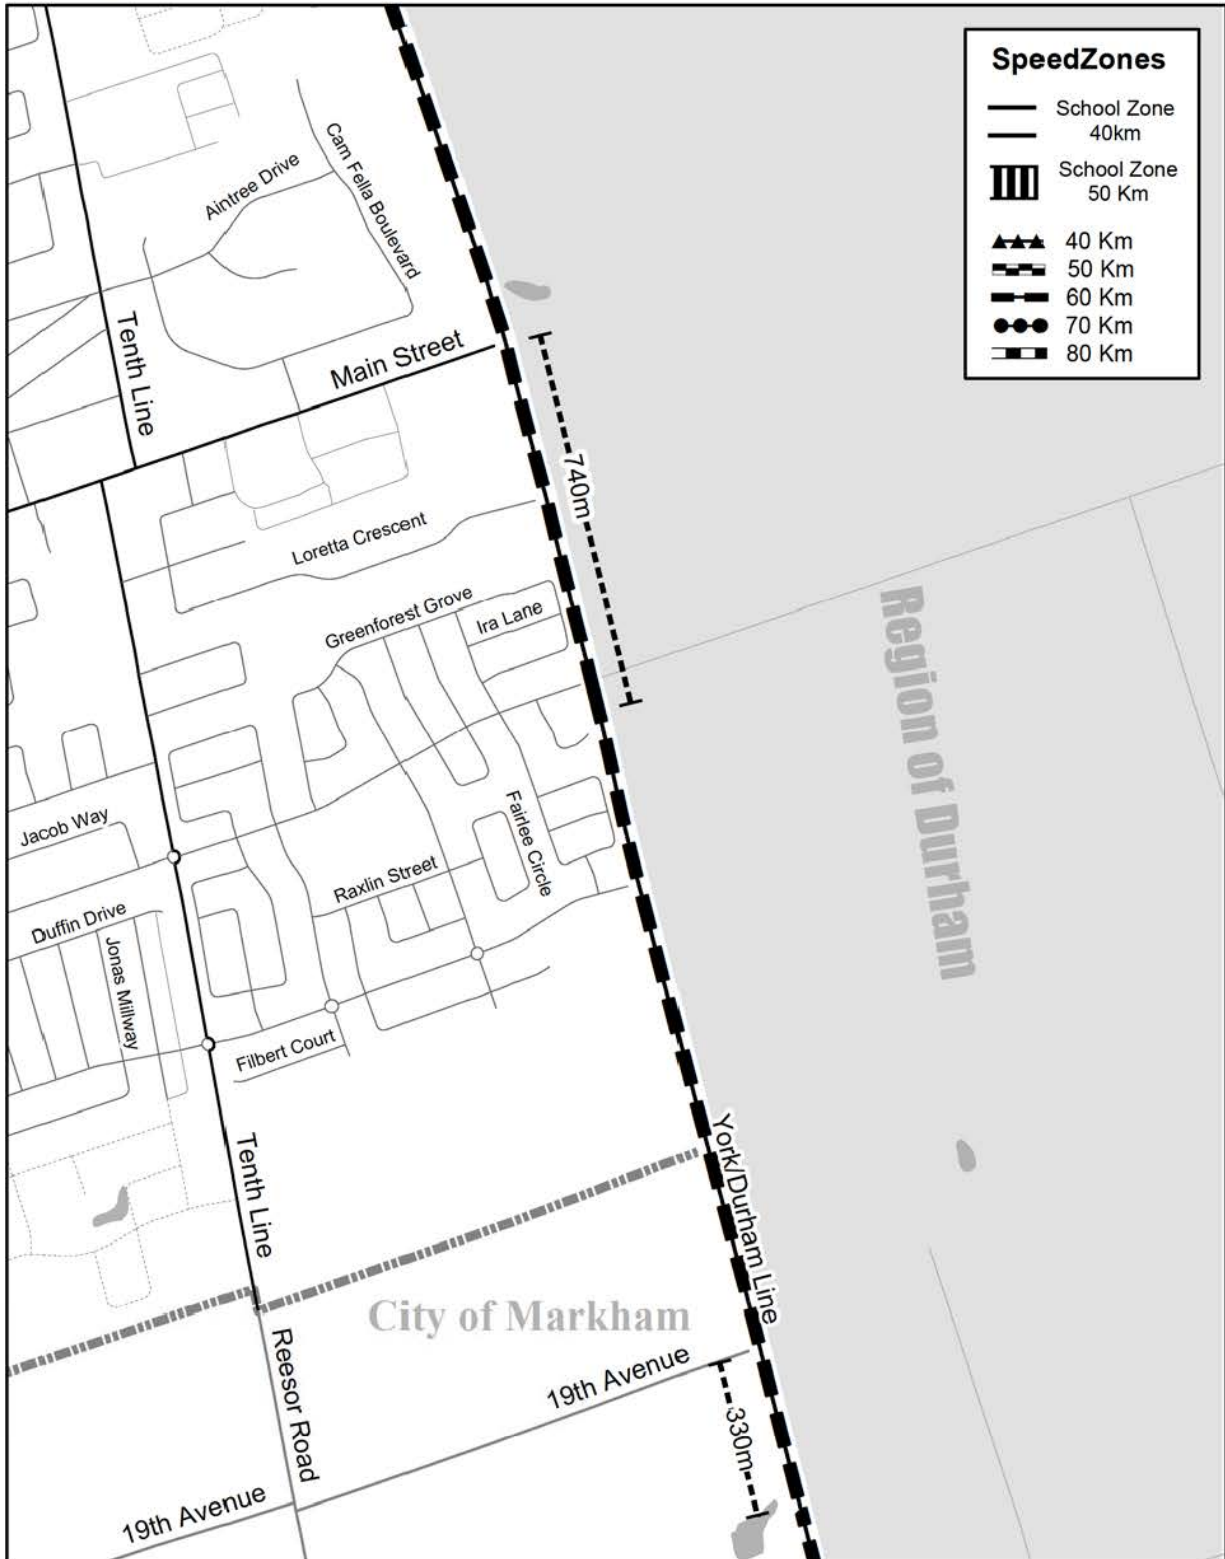 SpeedZones
School Zone
40km
School Zone
50 Km
40 Km
50 Km
60 Km
70 Km
80 Km
Cam Fella Boulevard
Aintree Drive
Tenth Line
Main Street
740m
Loretta Crescent
Greenforest Grove
Ira Lane
Region of Durham
Jacob Way
Fairlee Circle
Raxlin Street
Duffin Drive
Jonas Millway
Filbert Court
Tenth Line
York/Durham Line
City of Markham
Reesor Road
19th Avenue
330m
19th Avenue